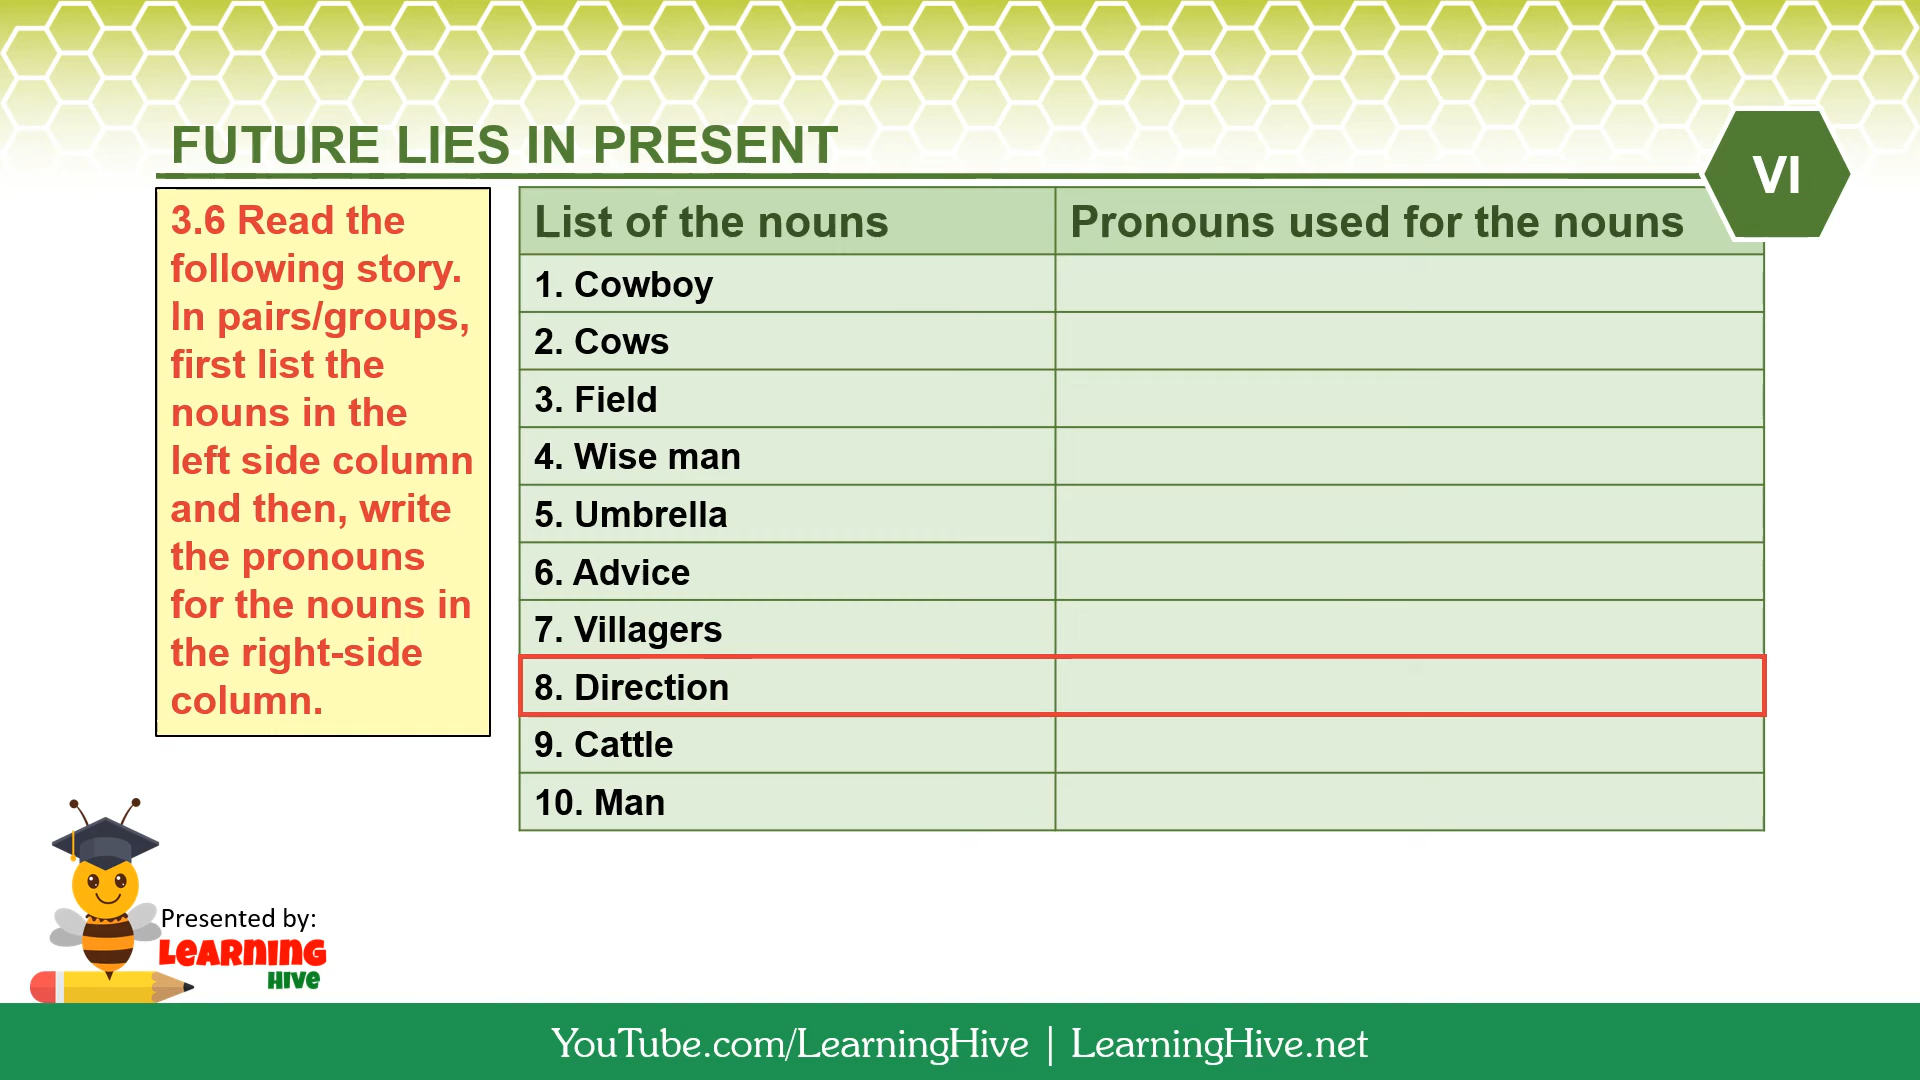 FUTURE LIES IN PRESENT
VI
3.6 Read the
following story.
In pairs/groups,
first list the
nouns in the
left side column
and then, write
the pronouns
for the nouns in
the right-side
column.
List of the nouns
Pronouns used for the nouns
1. Cowboy
2. Cows
3. Field
4. Wise man
5. Umbrella
6. Advice
7. Villagers
8. Direction
9. Cattle
10. Man
Presented by:
LEARNING
HIVE
YouTube.com/LearningHive | LearningHive.net